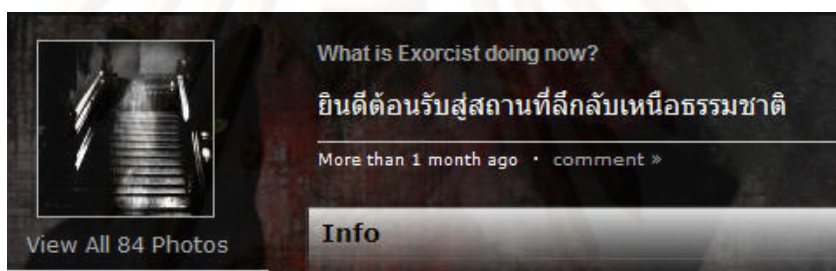 What is Exorcist doing now?
ยินดีต้อนรับสู่สถานที่ลึกลับเหนือธรรมชาติ
More than 1 month ago · comment »
View All 84 Photos
Info